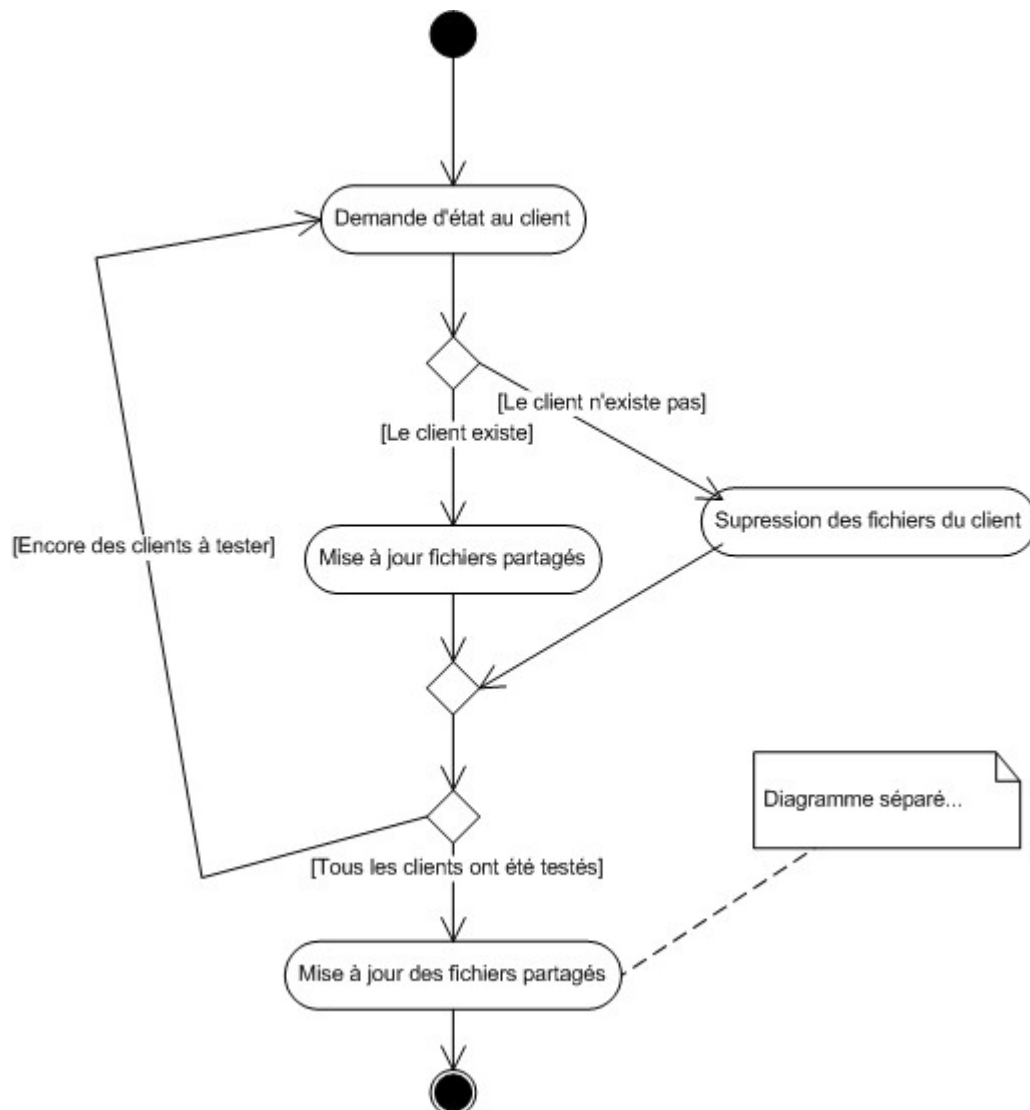 Demande d'état au client
[Le client n'existe pas]
[Le client existe]
Supression des fichiers du client
[Encore des clients à tester]
Mise à jour fichiers partagés
Diagramme séparé...
[Tous les clients ont été testés]
Mise à jour des fichiers partagés